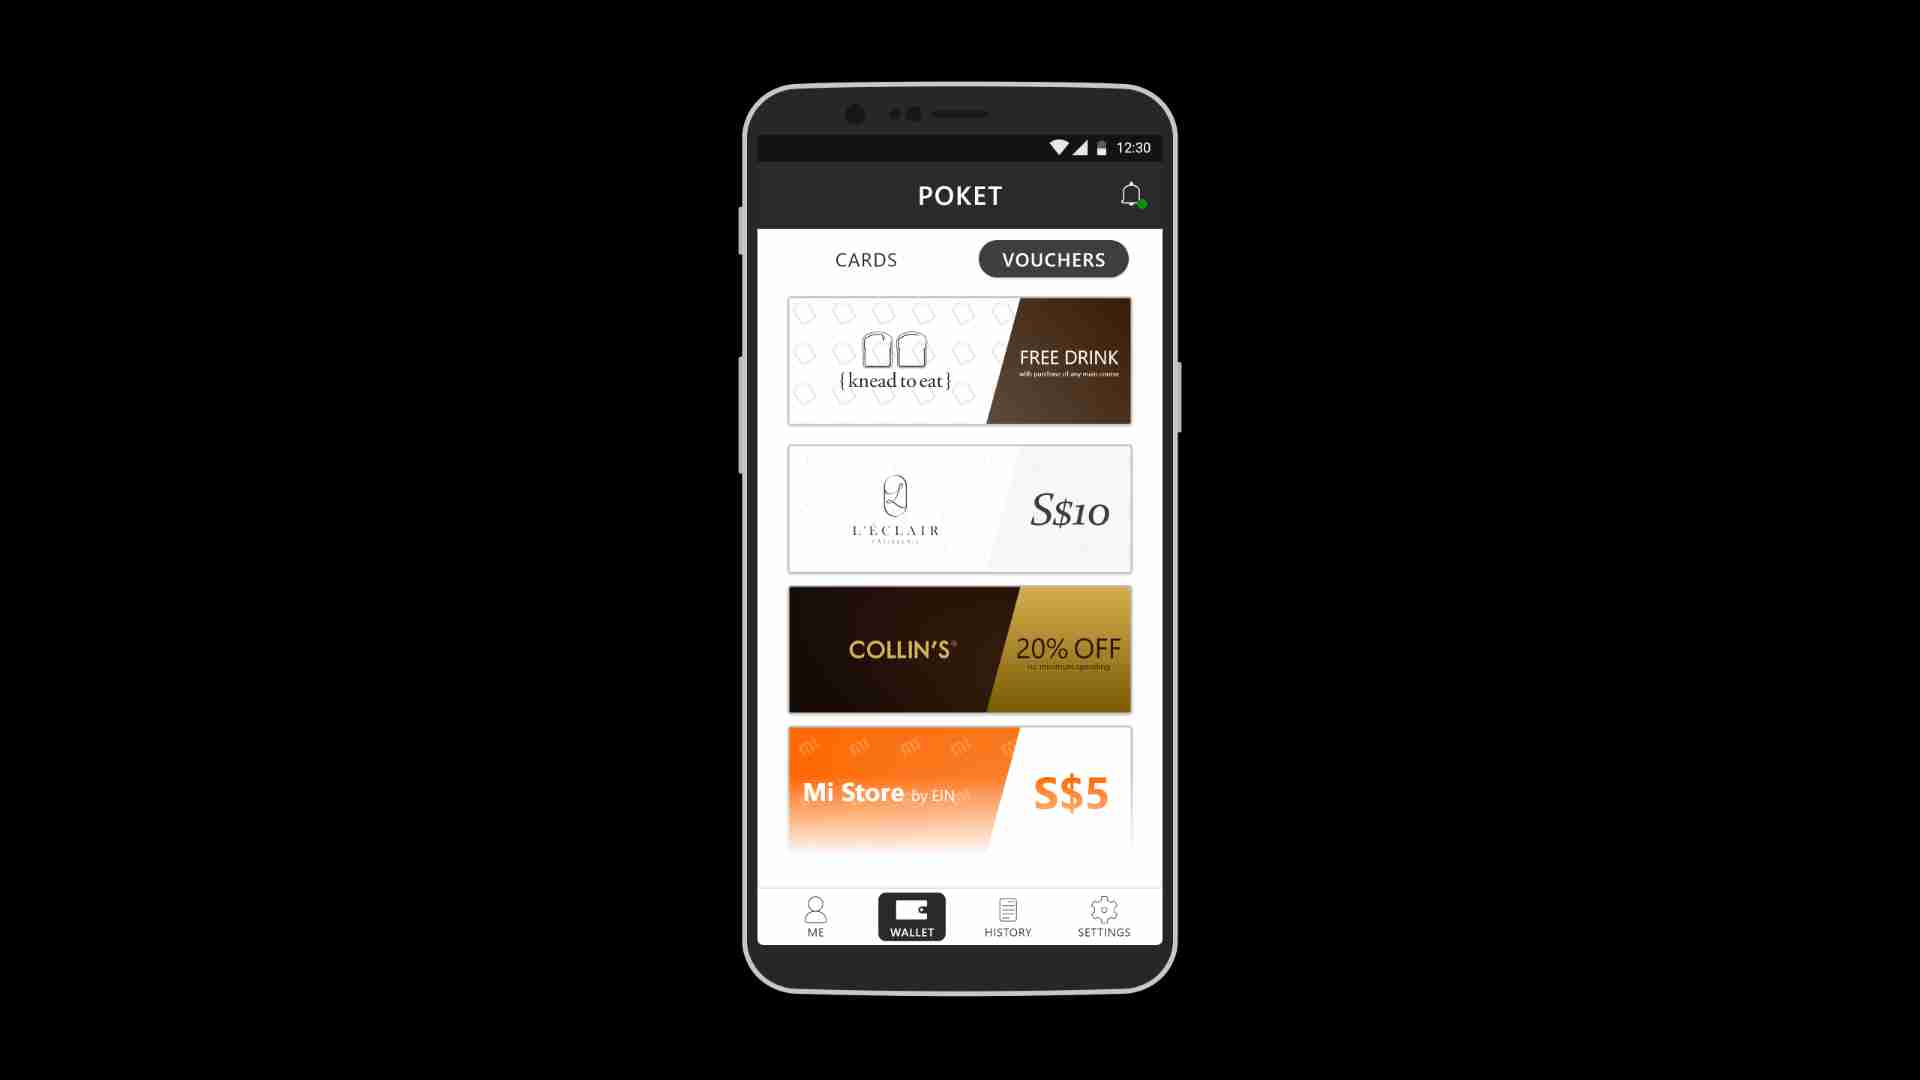 12:30
POKET
CARDS
VOUCHERS
{knead to eat}
FREE DRINK
with purchase of any main course
L
L'ÉCLAIR
PATISSERIE
S$10
COLLIN'S®
20% OFF
no minimum spending
mi mi mi mi mi
Mi Store by EIN
S$5
ME
WALLET
HISTORY
SETTINGS